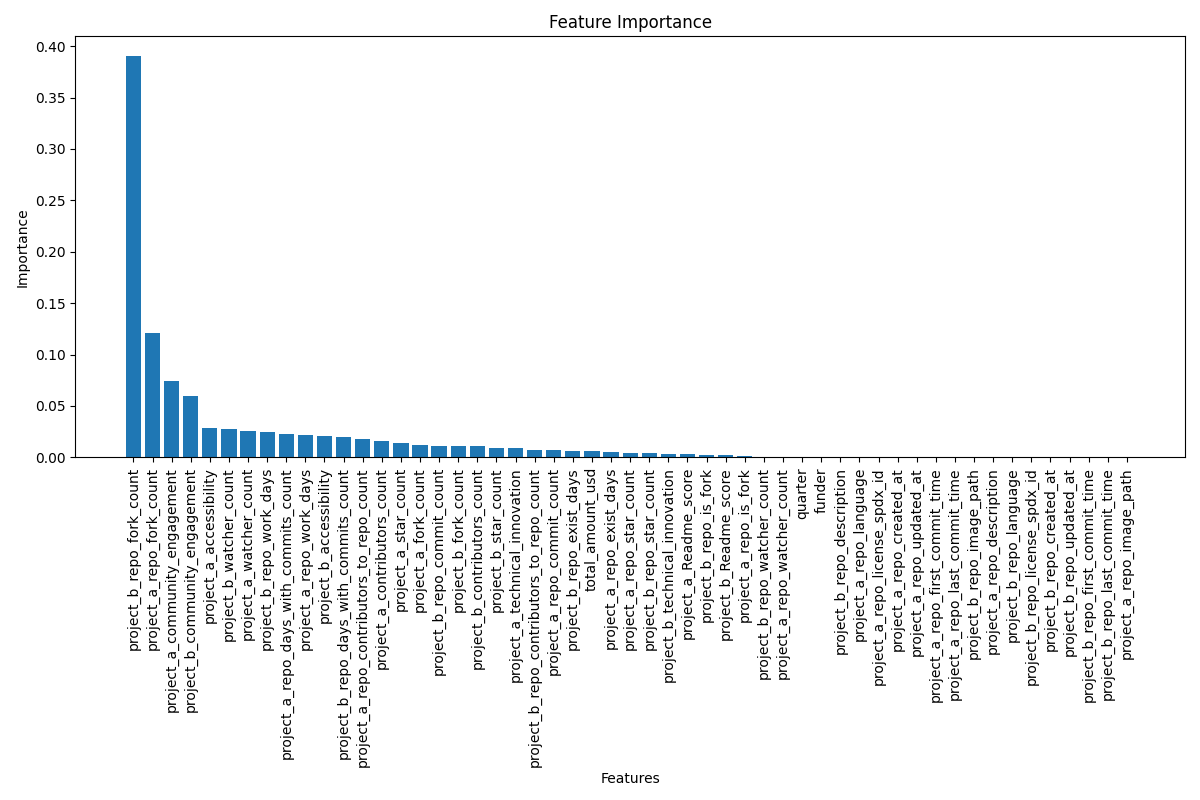 Feature Importance
Importance
0.40
0.35
0.30
0.25
0.20
0.15
0.10
0.05
0.00
project_b_repo_fork_count
project_a_repo_fork_count
project_a_community_engagement
project_b_community_engagement
project_a_accessibility
project_b_watcher_count
project_a_watcher_count
project_b_repo_work_days
project_a_repo_days_with_commits_count
project_a_repo_work_days
project_b_accessibility
project_b_repo_days_with_commits_count
project_a_repo_contributors_to_repo_count
project_a_contributors_count
project_a_star_count
project_a_fork_count
project_b_repo_commit_count
project_b_fork_count
project_b_contributors_count
project_b_star_count
project_a_technical_innovation
project_b_repo_contributors_to_repo_count
project_a_repo_commit_count
project_b_repo_exist_days
total_amount_usd
project_a_repo_exist_days
project_a_repo_star_count
project_b_repo_star_count
project_b_technical_innovation
project_a_Readme_score
project_b_repo_is_fork
project_b_Readme_score
project_a_repo_is_fork
project_b_repo_watcher_count
project_a_repo_watcher_count
quarter
funder
project_b_repo_description
project_a_repo_language
project_a_repo_license_spdx_id
project_a_repo_created_at
project_a_repo_updated_at
project_a_repo_first_commit_time
project_a_repo_last_commit_time
project_b_repo_image_path
project_a_repo_description
project_b_repo_language
project_b_repo_license_spdx_id
project_b_repo_created_at
project_b_repo_updated_at
project_b_repo_first_commit_time
project_b_repo_last_commit_time
project_a_repo_image_path
Features